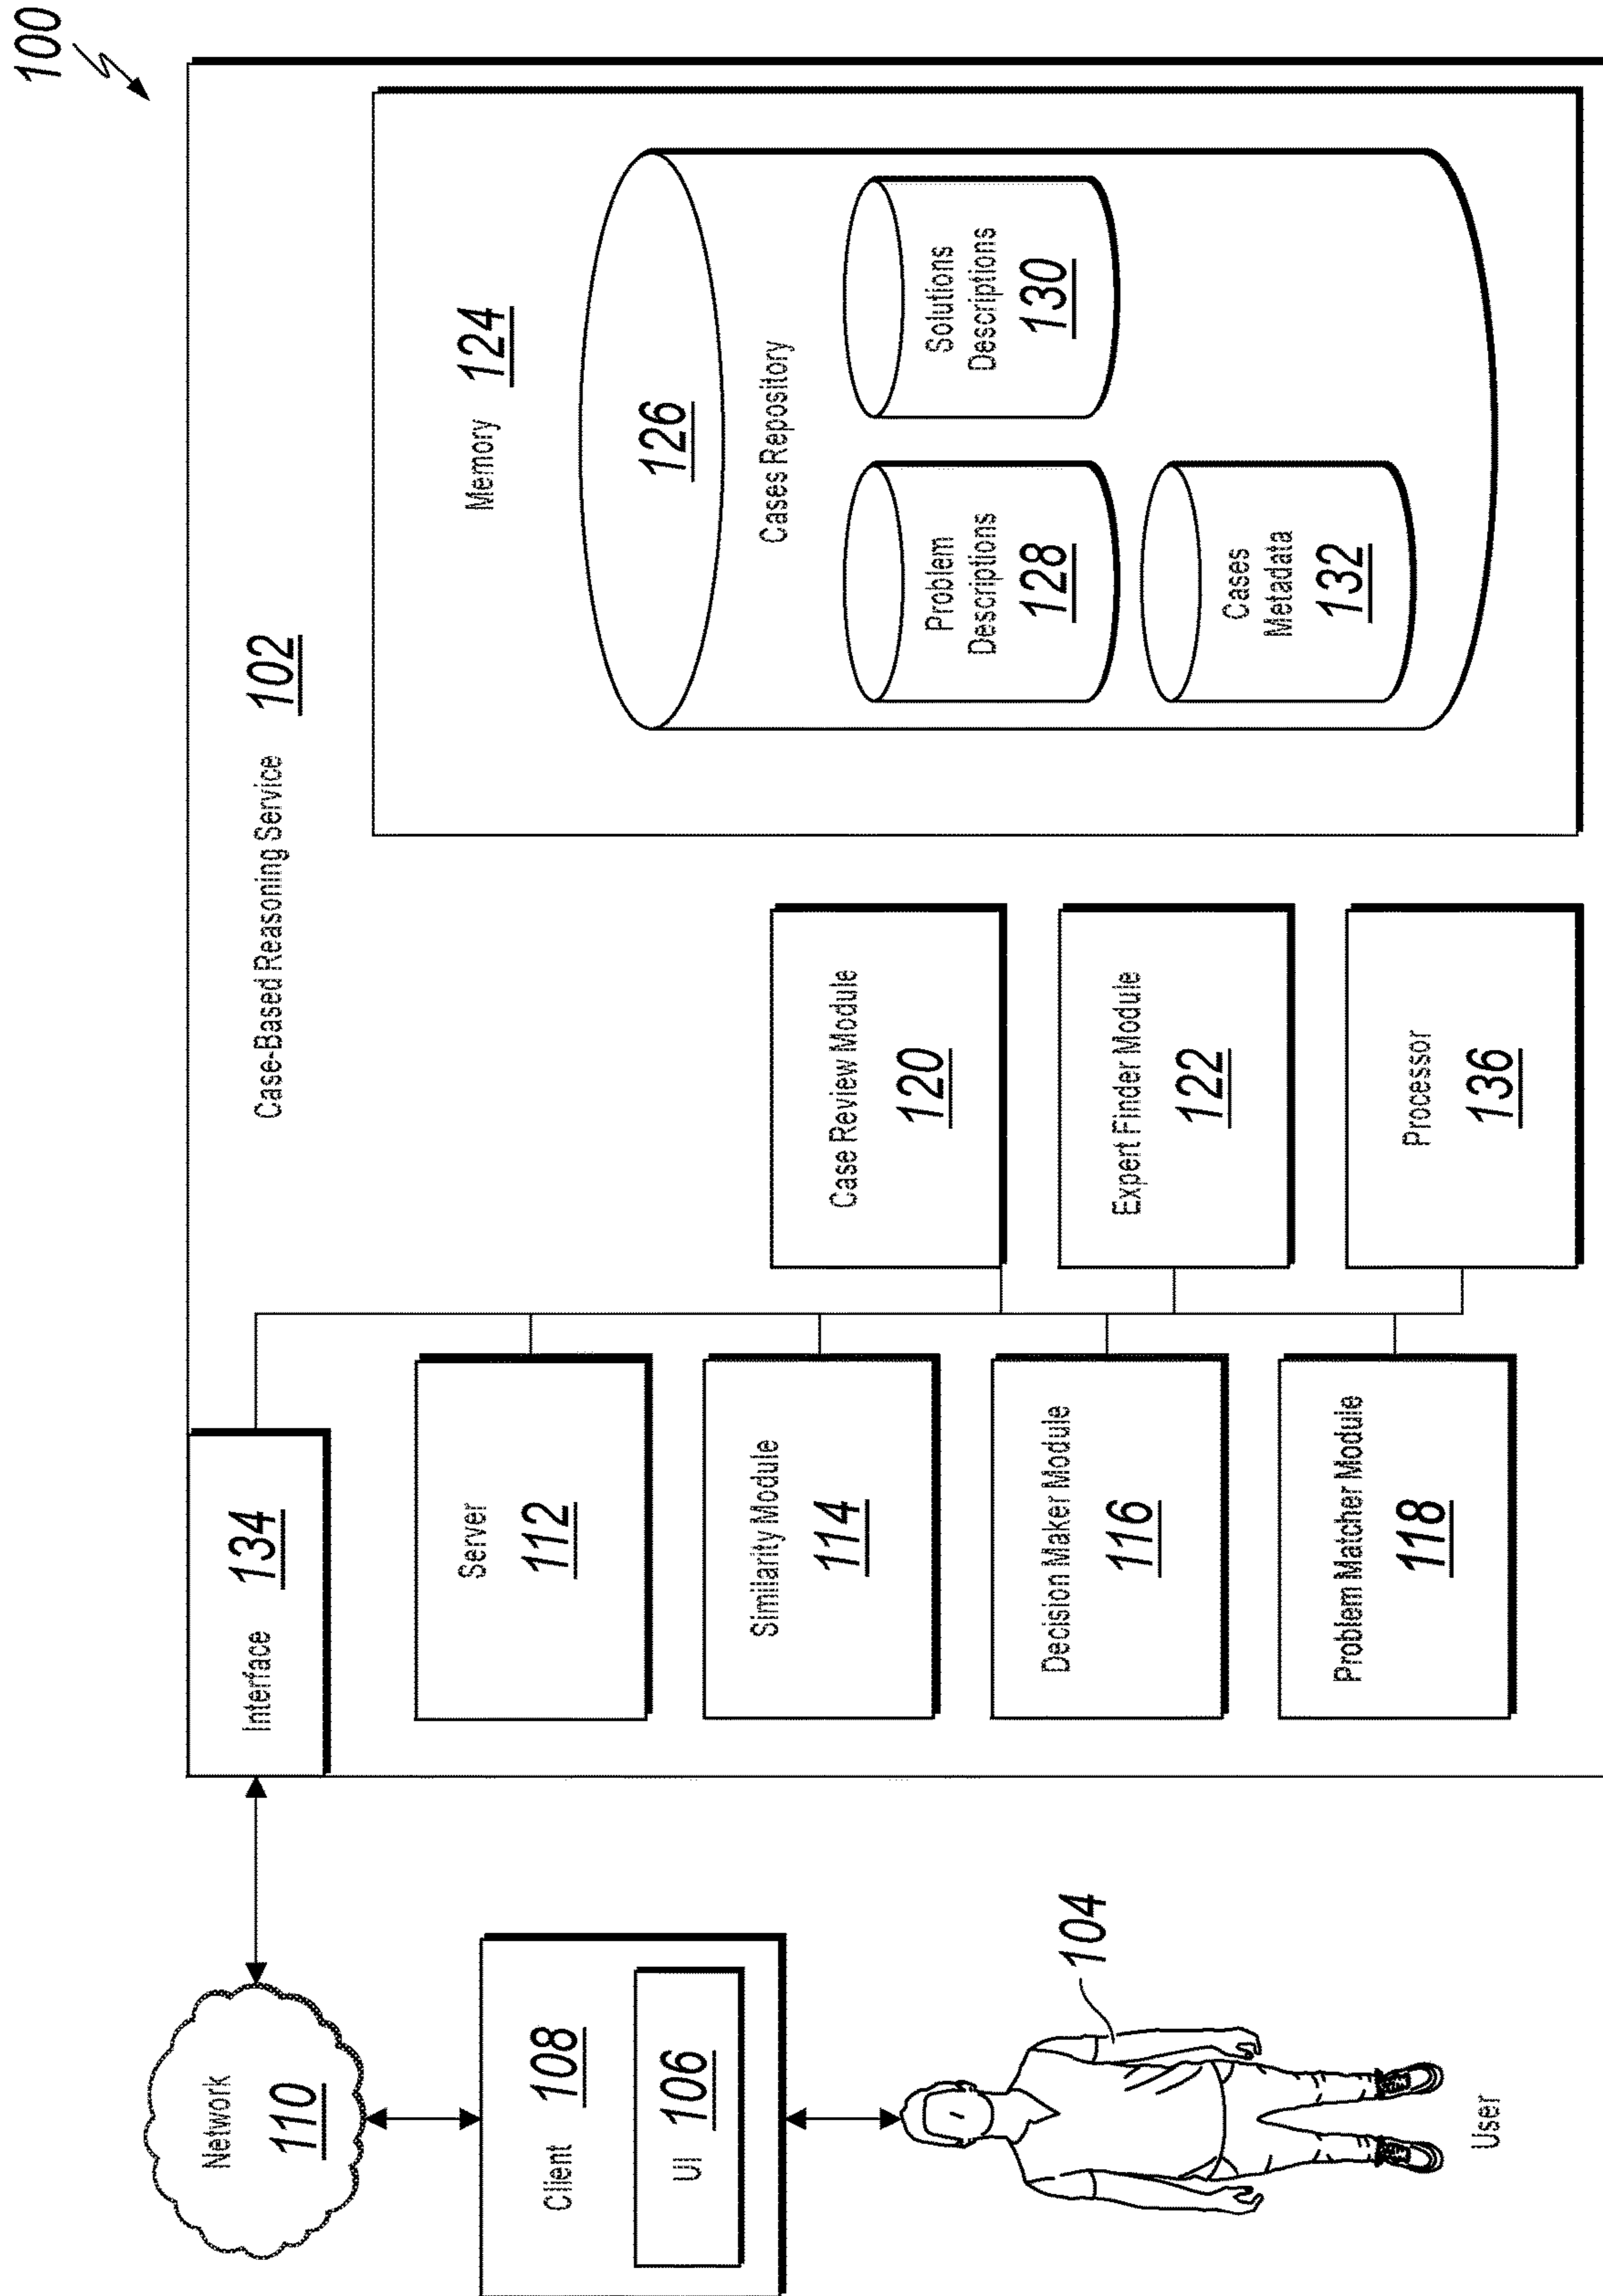 100
Case-Based Reasoning Service
102
Network
110
Interface
134
Client
108
UI
106
104
User
Server
112
Similarity Module
114
Decision Maker Module
116
Problem Matcher Module
118
Case Review Module
120
Expert Finder Module
122
Processor
136
Memory
124
126
Cases Repository
Problem
Descriptions
128
Solutions
Descriptions
130
Cases
Metadata
132